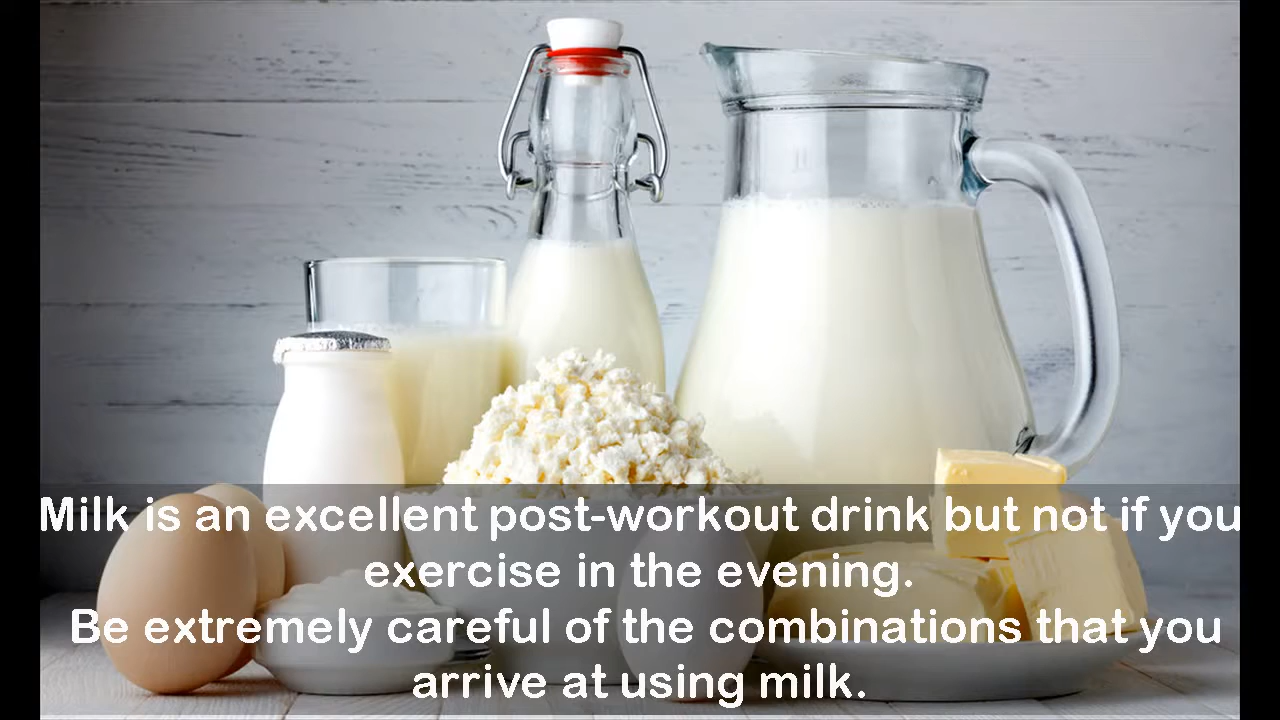 Milk is an excellent post-workout drink but not if you
exercise in the evening.
Be extremely careful of the combinations that you
arrive at using milk.